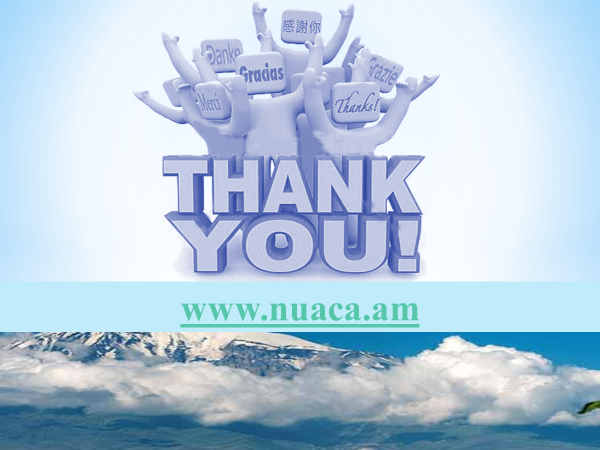 感謝你
Danke
Gracias
Grazie
Merci
Thanks!
THANK
YOU!
www.nuaca.am